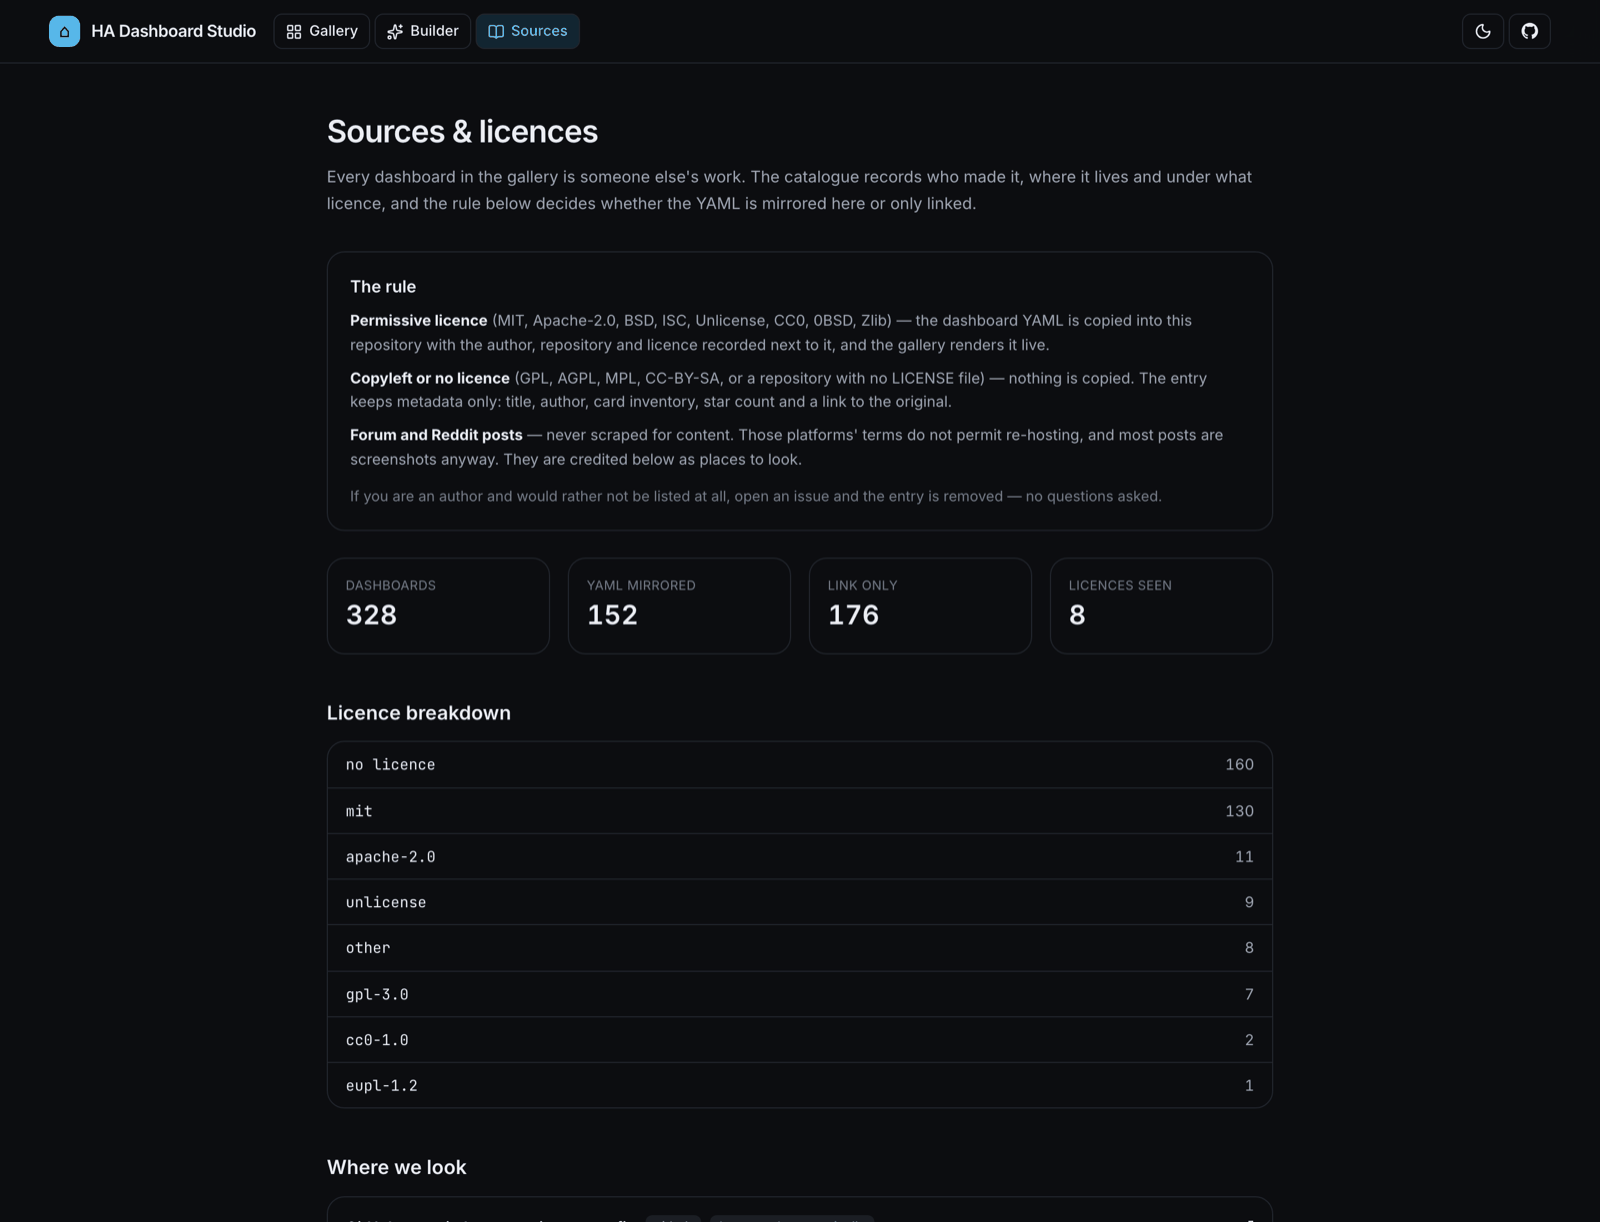 HA Dashboard Studio
Gallery
Builder
Sources
Sources & licences
Every dashboard in the gallery is someone else's work. The catalogue records who made it, where it lives and under what
licence, and the rule below decides whether the YAML is mirrored here or only linked.
The rule
Permissive licence (MIT, Apache-2.0, BSD, ISC, Unlicense, CC0, 0BSD, Zlib) — the dashboard YAML is copied into this
repository with the author, repository and licence recorded next to it, and the gallery renders it live.
Copyleft or no licence (GPL, AGPL, MPL, CC-BY-SA, or a repository with no LICENSE file) — nothing is copied. The entry
keeps metadata only: title, author, card inventory, star count and a link to the original.
Forum and Reddit posts — never scraped for content. Those platforms' terms do not permit re-hosting, and most posts are
screenshots anyway. They are credited below as places to look.
If you are an author and would rather not be listed at all, open an issue and the entry is removed — no questions asked.
DASHBOARDS
328
YAML MIRRORED
152
LINK ONLY
176
LICENCES SEEN
8
Licence breakdown
no licence 160
mit 130
apache-2.0 11
unlicense 9
other 8
gpl-3.0 7
cc0-1.0 2
eupl-1.2 1
Where we look